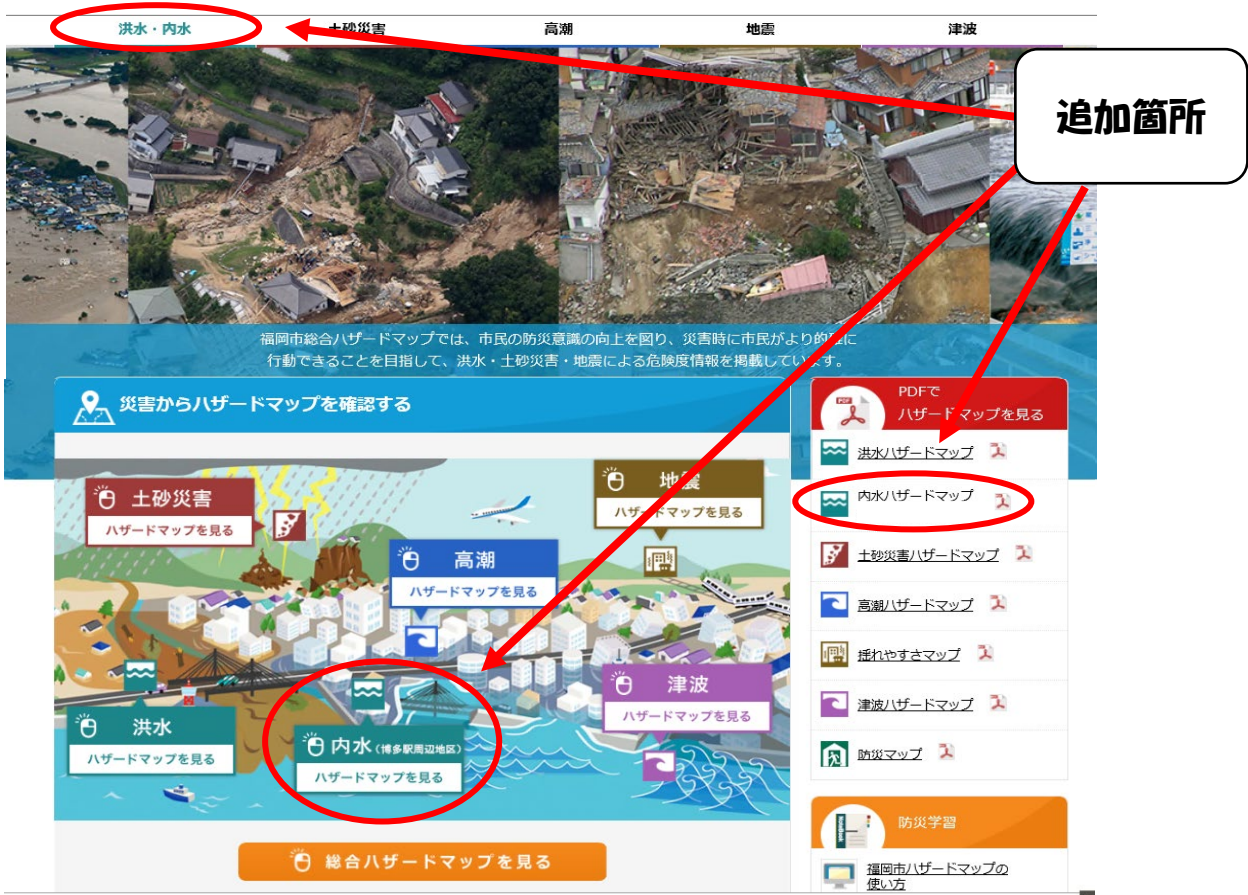 洪水・内水
土砂災害
高潮
地震
津波
追加箇所
福岡市総合ハザードマップでは、市民の防災意識の向上を図り、災害時に市民がより的確に
行動できることを目指して、洪水・土砂災害・地震による危険度情報を掲載しています。
災害からハザードマップを確認する
土砂災害
ハザードマップを見る
地震
ハザードマップを見る
高潮
ハザードマップを見る
津波
ハザードマップを見る
洪水
ハザードマップを見る
内水(博多駅周辺地区)
ハザードマップを見る
総合ハザードマップを見る
PDF
PDFで
ハザードマップを見る
洪水ハザードマップ
内水ハザードマップ
土砂災害ハザードマップ
高潮ハザードマップ
揺れやすさマップ
津波ハザードマップ
防災マップ
防災学習
福岡市ハザードマップの
使い方